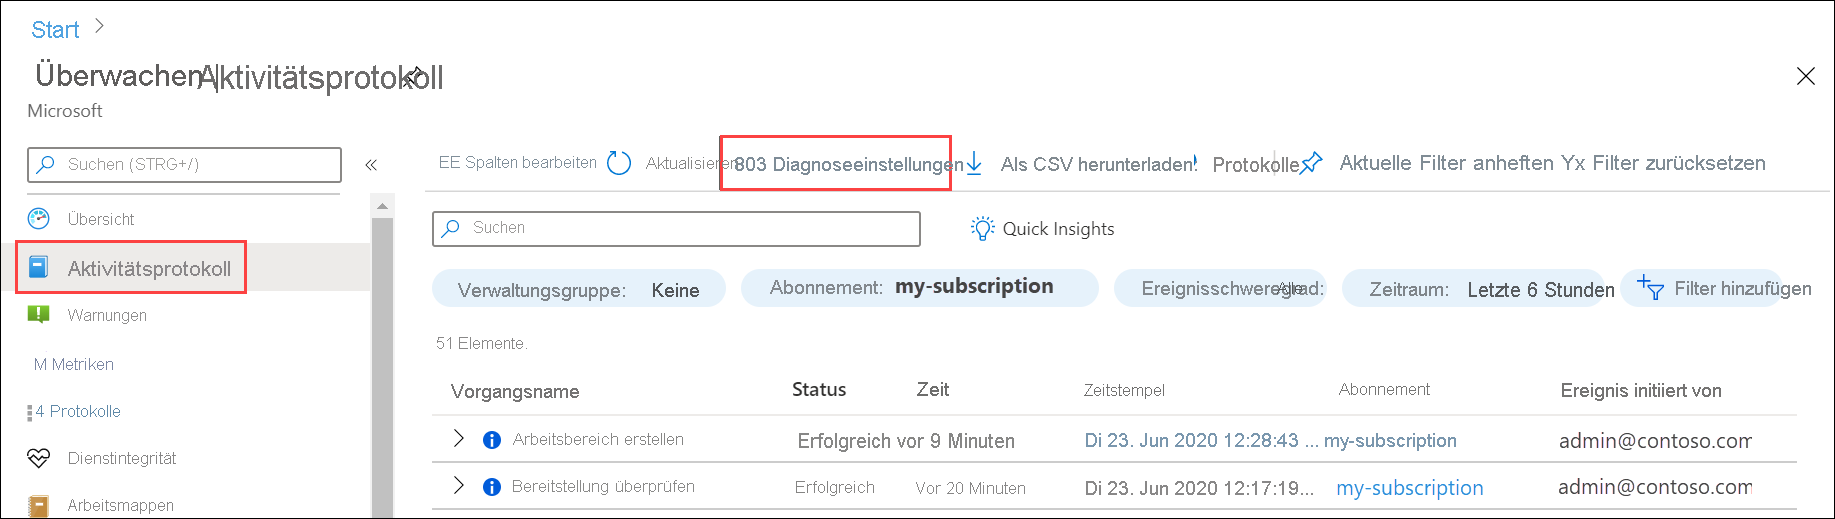 Start
Überwachen | Aktivitätsprotokoll
Microsoft
Suchen (STRG+/)
EE Spalten bearbeiten Aktualisieren 803 Diagnoseeinstellungen Als CSV herunterladen! Protokolle Aktuelle Filter anheften Yx Filter zurücksetzen
Übersicht
Suchen Quick Insights
Aktivitätsprotokoll
Verwaltungsgruppe: Keine Abonnement: my-subscription Ereignisschweregrad: Alle Zeitraum: Letzte 6 Stunden Filter hinzufügen
Warnungen
51 Elemente.
M Metriken
Vorgangsname Status Zeit Zeitstempel Abonnement Ereignis initiiert von
4 Protokolle
Arbeitsbereich erstellen Erfolgreich vor 9 Minuten Di 23. Jun 2020 12:28:43 ... my-subscription admin@contoso.com
Dienstintegrität
Bereitstellung überprüfen Erfolgreich Vor 20 Minuten Di 23. Jun 2020 12:17:19... my-subscription admin@contoso.com
Arbeitsmappen